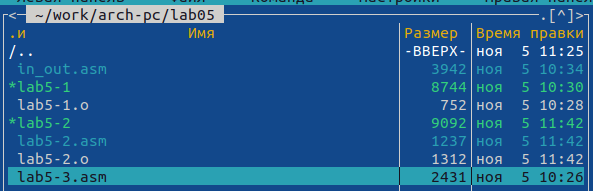 <─ ~/work/arch-pc/lab05 ─.[^]>
.и Имя Размер Время правки
/.. -ВВЕРХ- ноя 5 11:25
in_out.asm 3942 ноя 5 10:34
*lab5-1 8744 ноя 5 10:30
lab5-1.o 752 ноя 5 10:28
*lab5-2 9092 ноя 5 11:42
lab5-2.asm 1237 ноя 5 11:42
lab5-2.o 1312 ноя 5 11:42
lab5-3.asm 2431 ноя 5 10:26